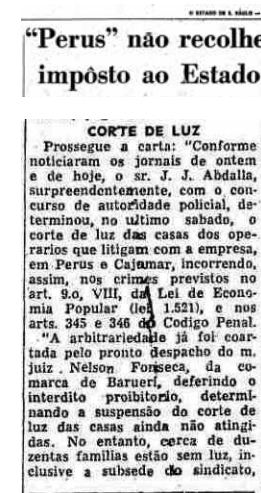 O ESTADO DE S. PAULO —
"Perus" não recolhe
impôsto ao Estado
CORTE DE LUZ
Prossegue a carta: "Conforme
noticiaram os jornais de ontem
e de hoje, o sr. J. J. Abdalla,
surpreendentemente, com o con-
curso de autoridade policial, de-
terminou, no ultimo sabado, o
corte de luz das casas dos ope-
rarios que litigam com a empresa,
em Perus e Cajamar, incorrendo,
assim, nos crimes previstos no
art. 9.o, VIII, da Lei de Econo-
mia Popular (lei 1.521), e nos
arts. 345 e 346 do Codigo Penal.
"A arbitrariedade já foi coar-
tada pelo pronto despacho do m.
juiz . Nelson Fonseca, da co-
marca de Baruerí, deferindo o
interdito proibitorio, determi-
nando a suspensão do corte de
luz das casas ainda não atingi-
das. No entanto, cerca de du-
zentas familias estão sem luz, in-
clusive a subsede do sindicato,